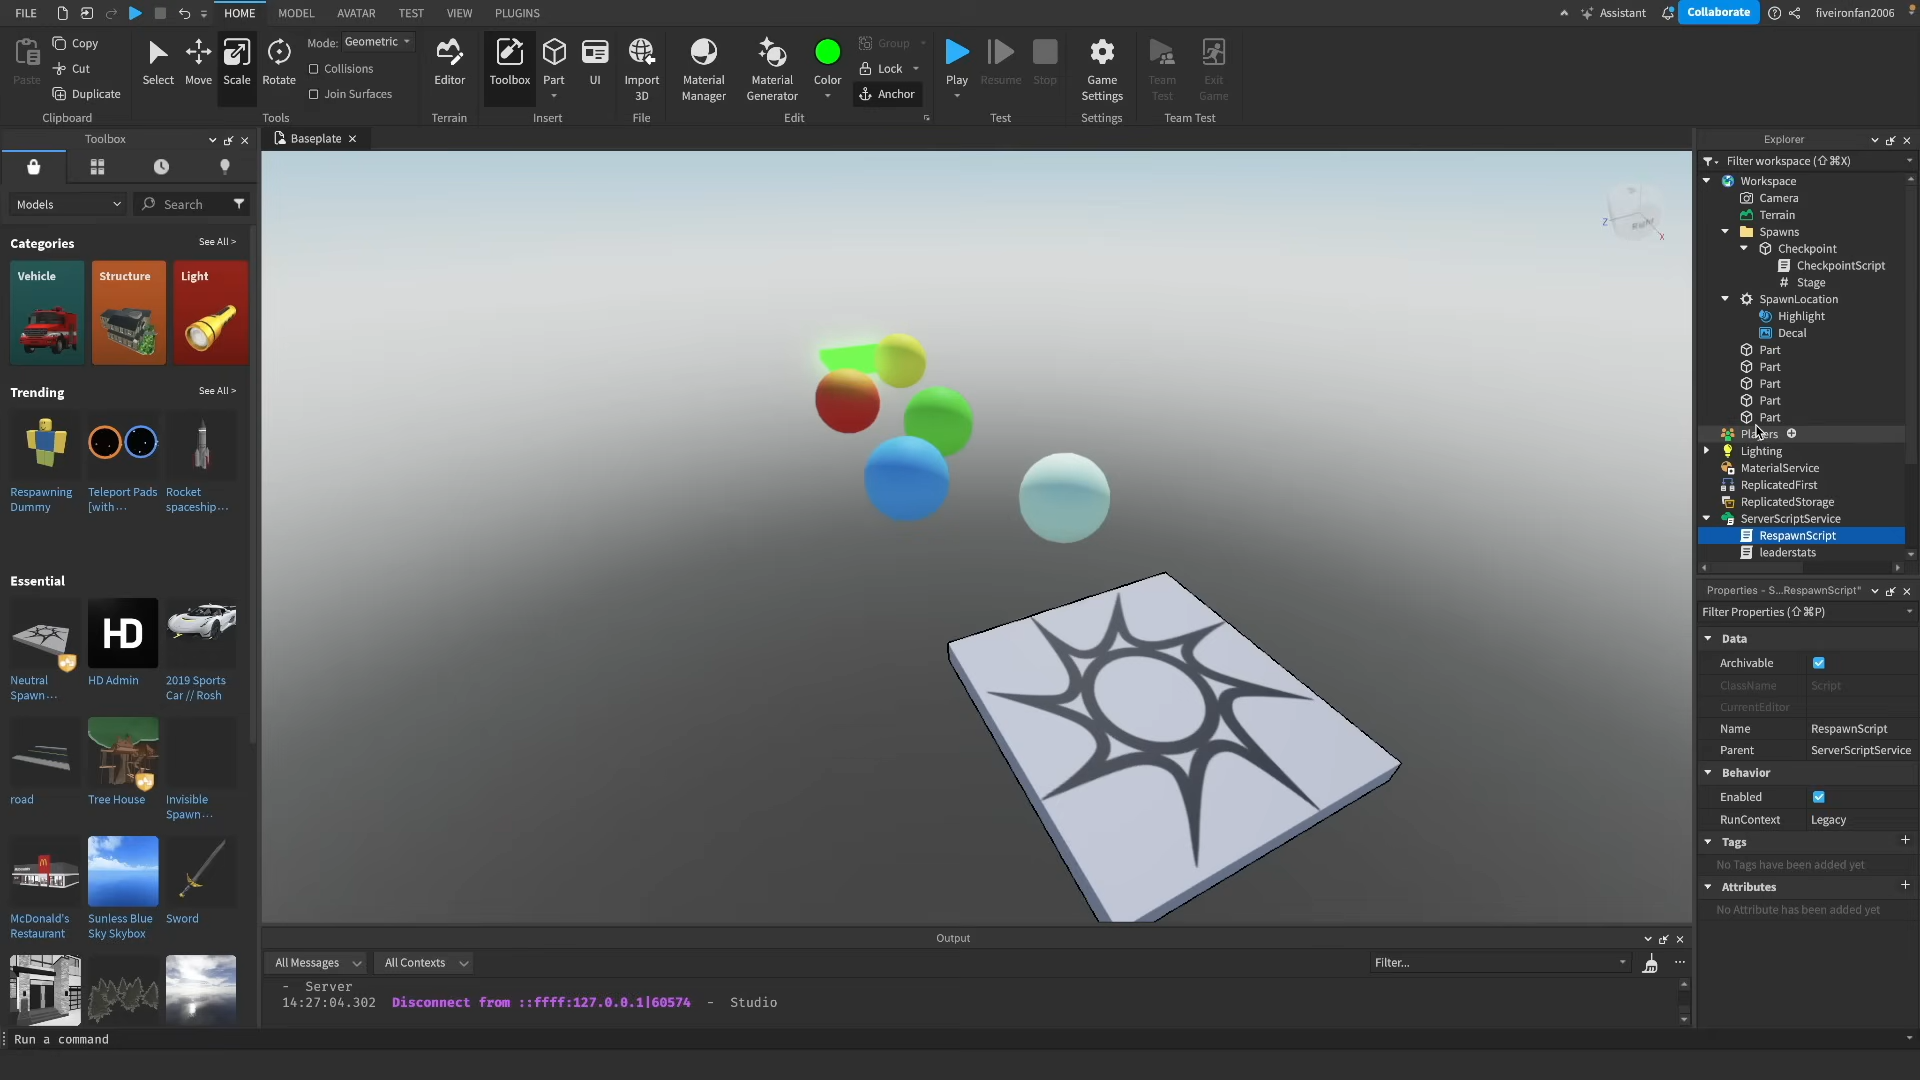 FILE HOME MODEL AVATAR TEST VIEW PLUGINS Assistant Collaborate fiveironfan2006
Paste Copy Cut Duplicate Clipboard
Select Move Scale Rotate Mode: Geometric Collisions Join Surfaces Tools
Editor Terrain
Toolbox Part UI Insert
Import 3D File
Material Manager Material Generator Color Group Lock Anchor Edit
Play Resume Stop Test
Game Settings Settings
Team Test Exit Game Team Test
Toolbox
Models Search
Categories See All >
Vehicle Structure Light
Trending See All >
Respawning Dummy
Teleport Pads [with...
Rocket spaceship...
Essential
HD
Neutral Spawn...
HD Admin
2019 Sports Car // Rosh
road
Tree House
Invisible Spawn...
McDonald's Restaurant
Sunless Blue Sky Skybox
Sword
Baseplate
Z X
Output
All Messages All Contexts Filter...
- Server
14:27:04.302 Disconnect from ::ffff:127.0.0.1|60574 - Studio
Run a command
Explorer
Filter workspace (⇧⌘X)
Workspace
Camera
Terrain
Spawns
Checkpoint
CheckpointScript
# Stage
SpawnLocation
Highlight
Decal
Part
Part
Part
Part
Part
Players
Lighting
MaterialService
ReplicatedFirst
ReplicatedStorage
ServerScriptService
RespawnScript
leaderstats
Properties - S...RespawnScript"
Filter Properties (⇧⌘P)
Data
Archivable
ClassName Script
CurrentEditor
Name RespawnScript
Parent ServerScriptService
Behavior
Enabled
RunContext Legacy
Tags
No Tags have been added yet
Attributes
No Attribute has been added yet